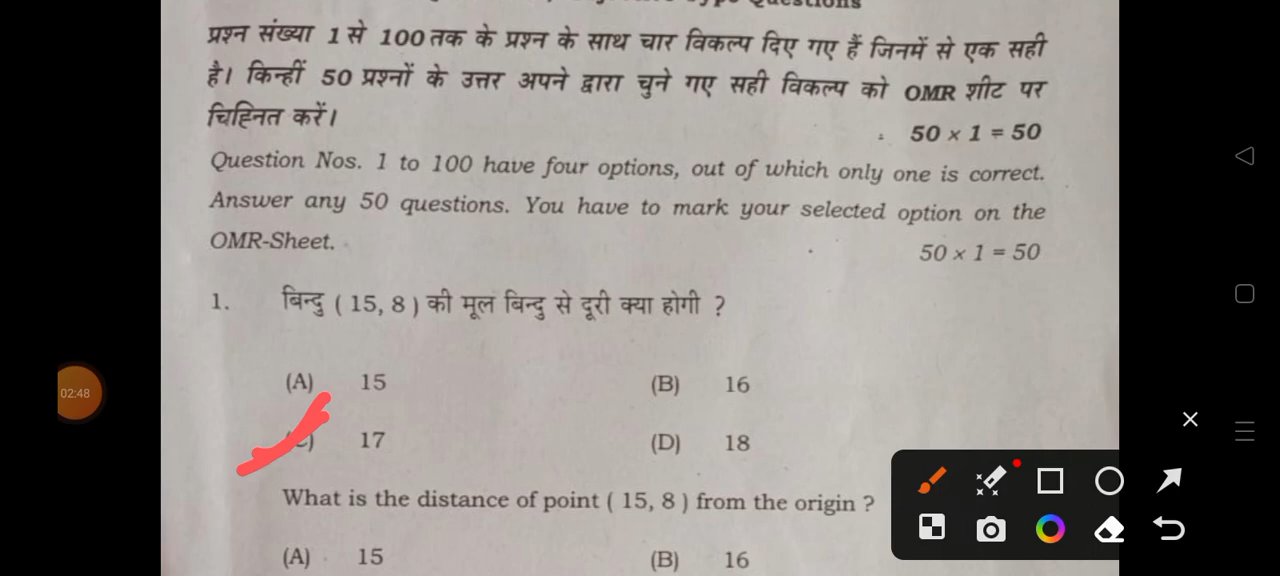 प्रश्न संख्या 1 से 100 तक के प्रश्न के साथ चार विकल्प दिए गए हैं जिनमें से एक सही
है। किन्हीं 50 प्रश्नों के उत्तर अपने द्वारा चुने गए सही विकल्प को OMR शीट पर
चिह्नित करें।
50 × 1 = 50
Question Nos. 1 to 100 have four options, out of which only one is correct.
Answer any 50 questions. You have to mark your selected option on the
OMR-Sheet.
50 × 1 = 50
1. बिन्दु ( 15, 8 ) की मूल बिन्दु से दूरी क्या होगी ?
(A) 15 (B) 16
02:48
17 (D) 18
What is the distance of point ( 15, 8 ) from the origin ?
(A) 15 (B) 16